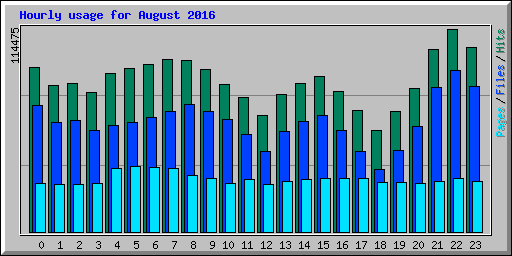 Hourly usage for August 2016
114475
Pages/Files/Hits
0 1 2 3 4 5 6 7 8 9 10 11 12 13 14 15 16 17 18 19 20 21 22 23